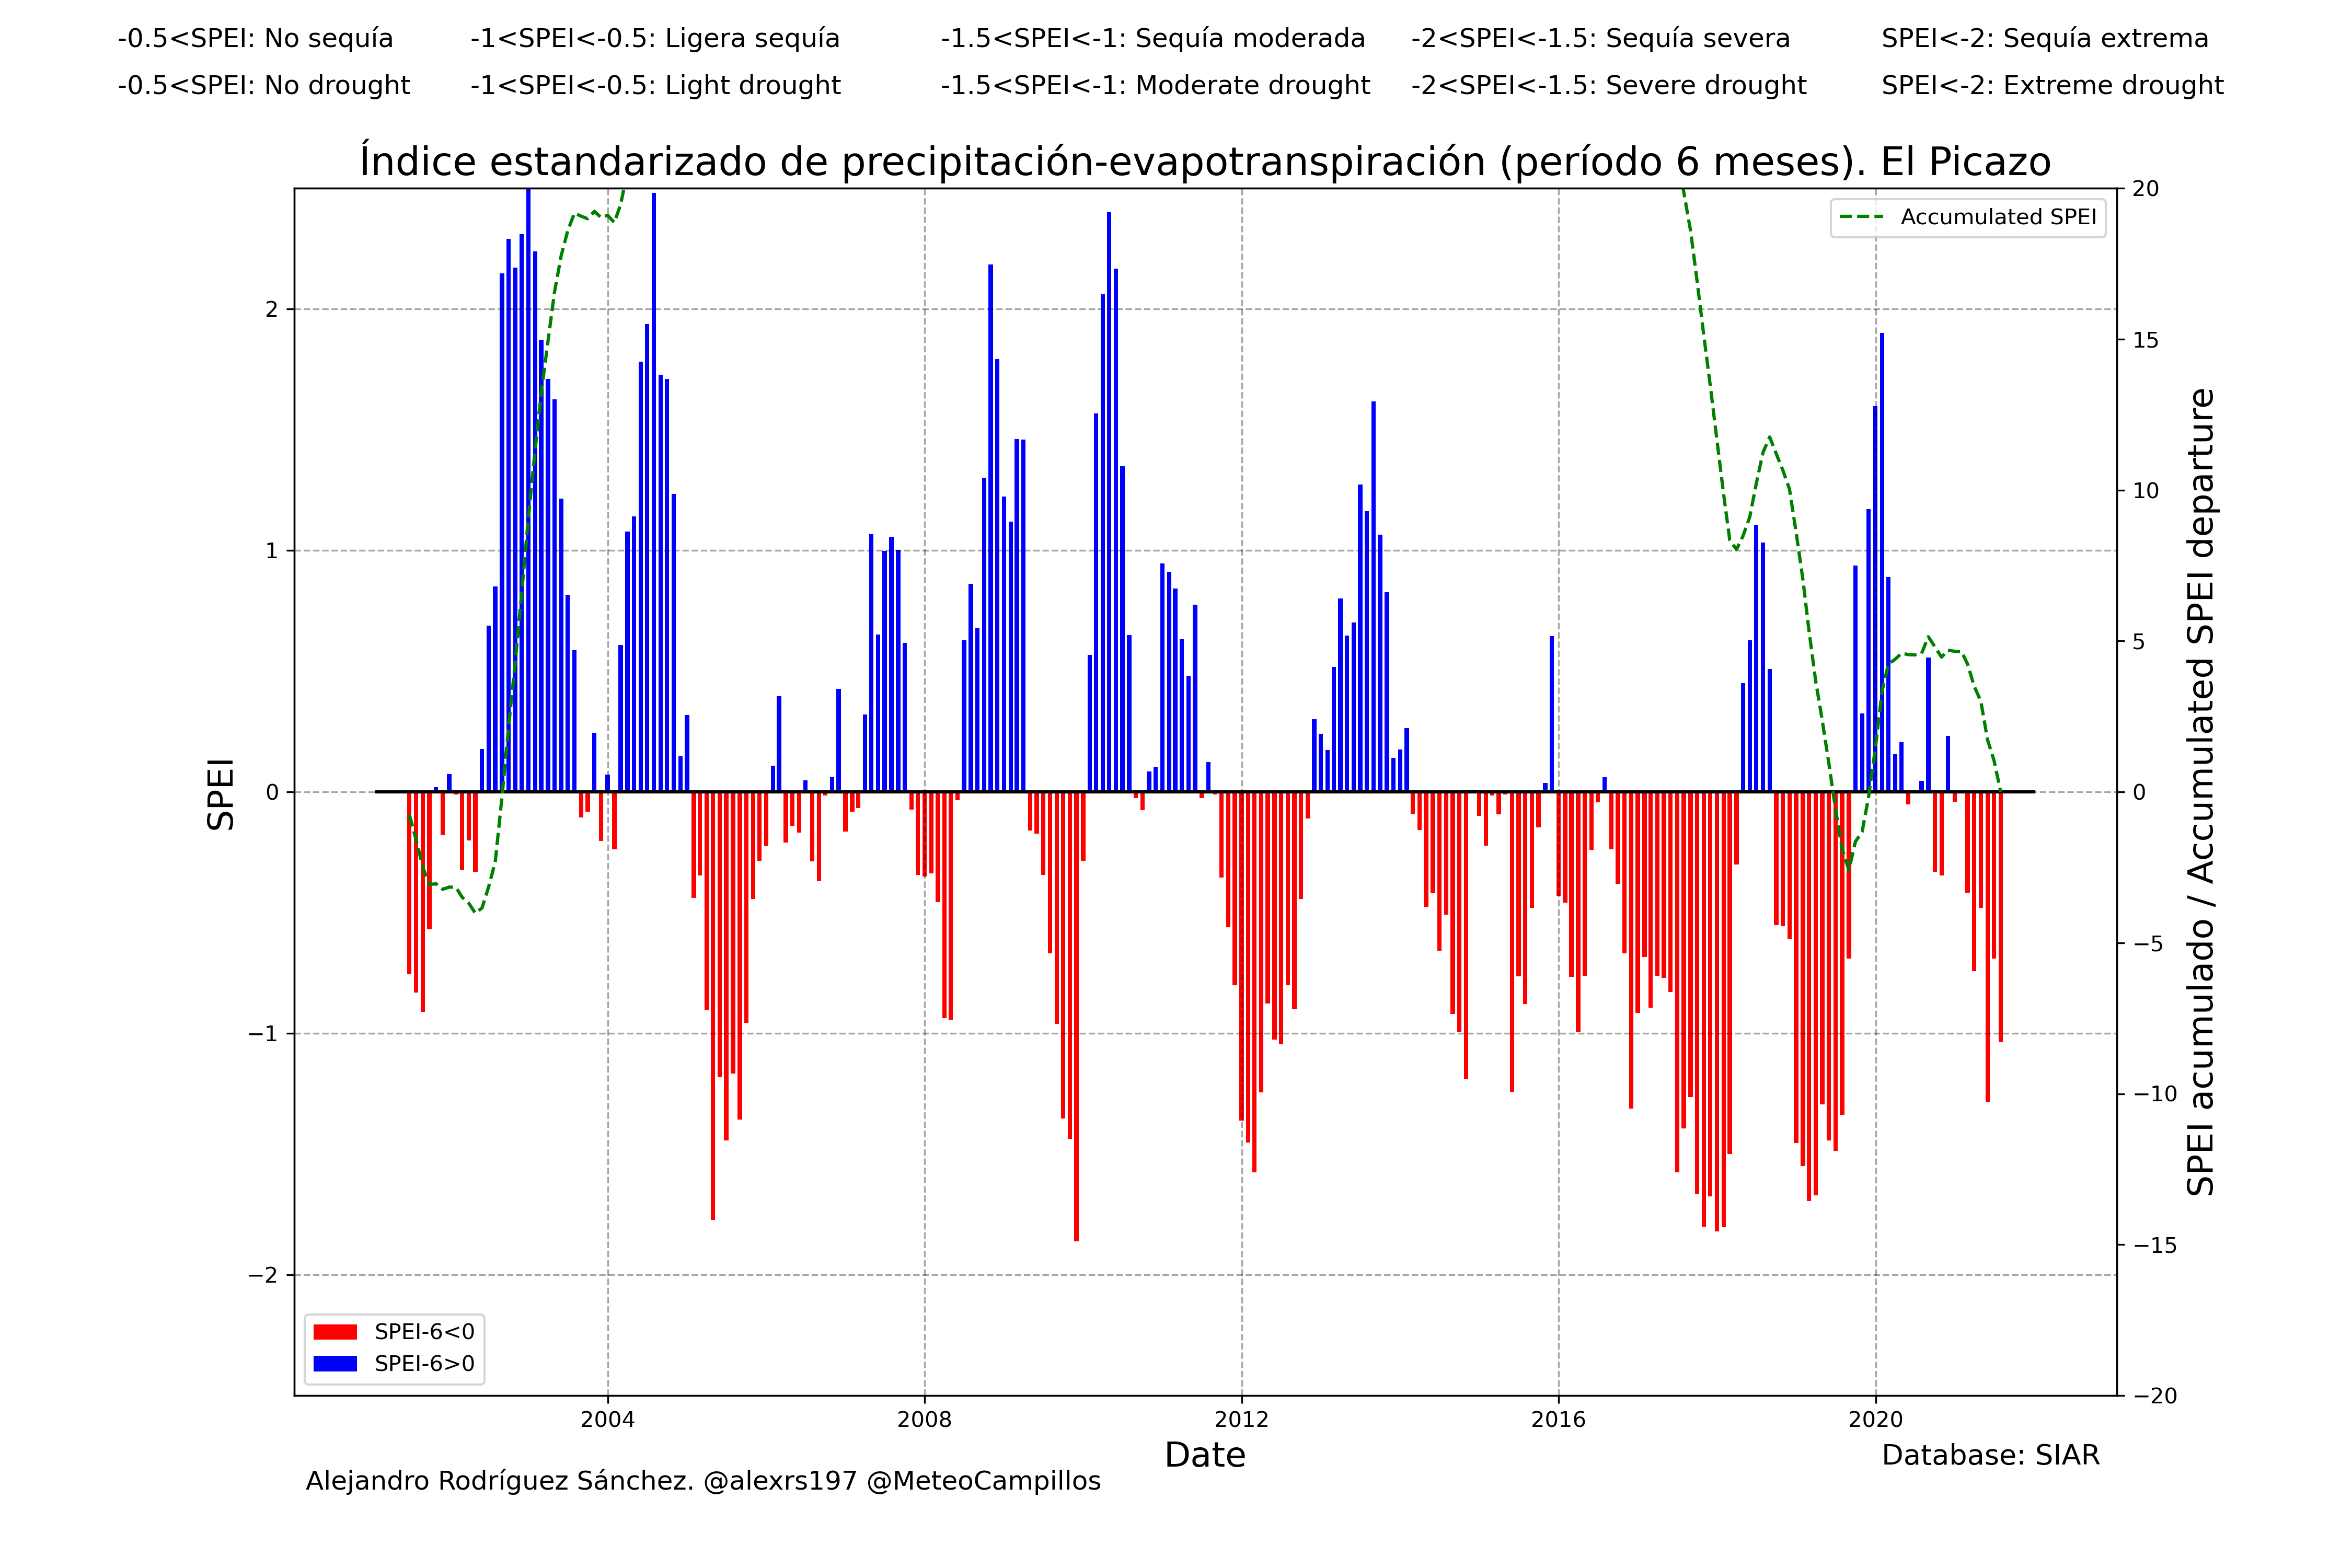 -0.5<SPEI: No sequía -1<SPEI<-0.5: Ligera sequía -1.5<SPEI<-1: Sequía moderada -2<SPEI<-1.5: Sequía severa SPEI<-2: Sequía extrema
-0.5<SPEI: No drought -1<SPEI<-0.5: Light drought -1.5<SPEI<-1: Moderate drought -2<SPEI<-1.5: Severe drought SPEI<-2: Extreme drought
Índice estandarizado de precipitación-evapotranspiración (período 6 meses). El Picazo
Accumulated SPEI
SPEI
2
1
0
−1
−2
20
15
10
5
0
−5
−10
−15
−20
SPEI acumulado / Accumulated SPEI departure
SPEI-6<0
SPEI-6>0
2004 2008 2012 2016 2020
Date
Database: SIAR
Alejandro Rodríguez Sánchez. @alexrs197 @MeteoCampillos